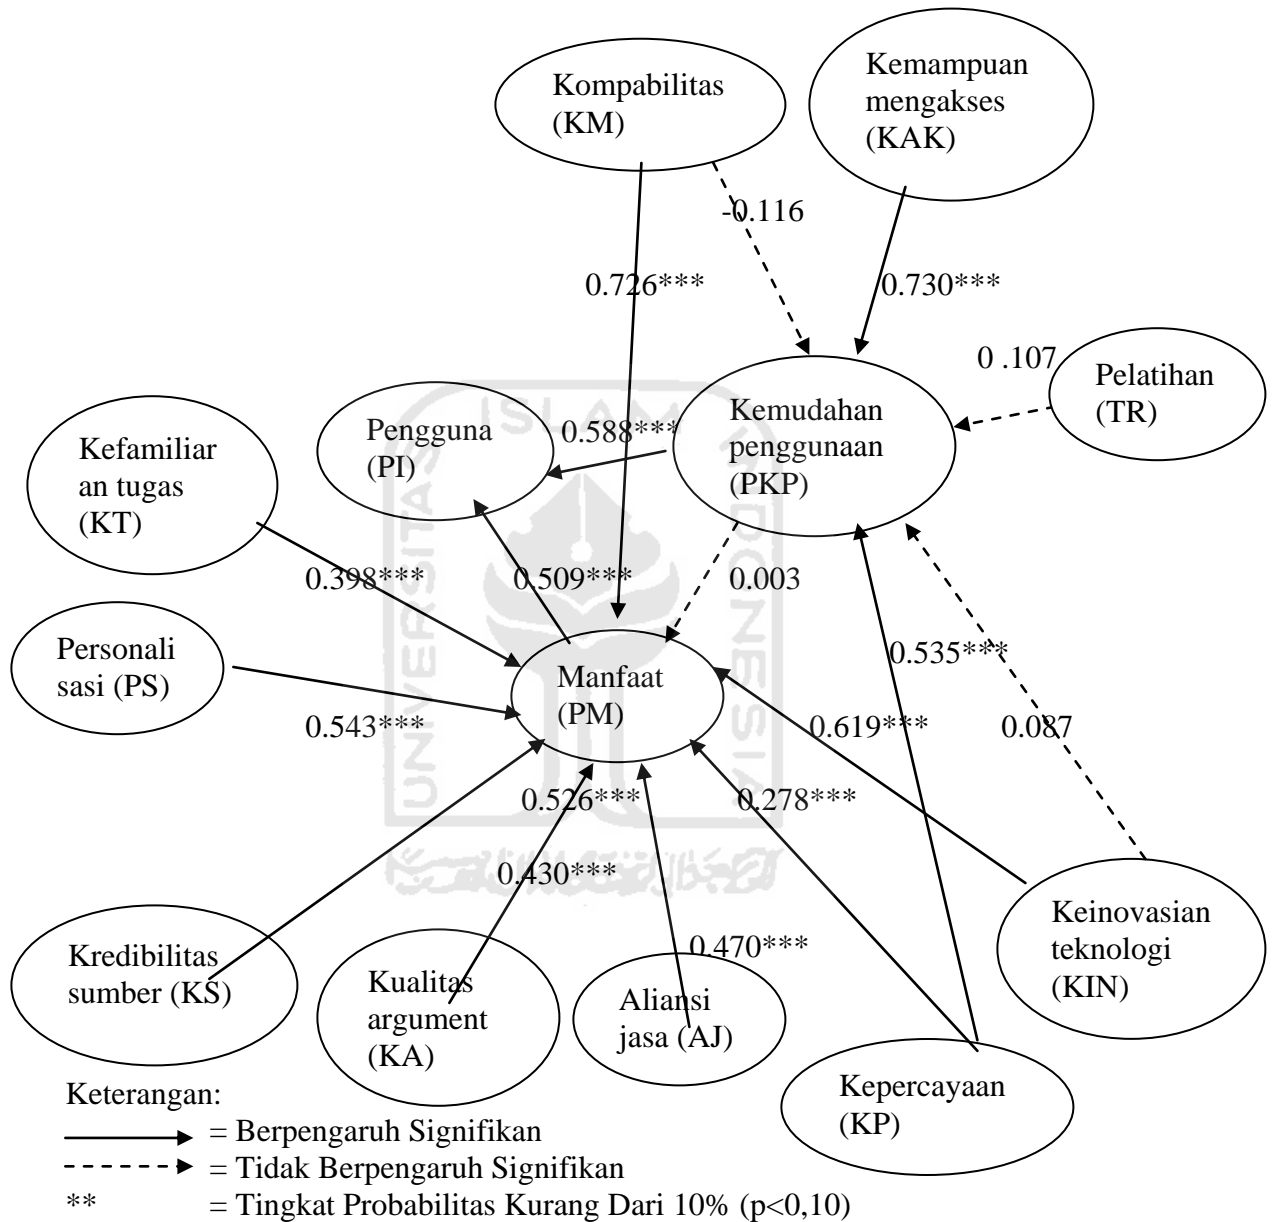 Kompabilitas
(KM)
Kemampuan
mengakses
(KAK)
-0.116
0.726***
0.730***
0 .107
Pelatihan
(TR)
Kefamiliar
an tugas
(KT)
Pengguna
(PI)
0.588***
Kemudahan
penggunaan
(PKP)
0.398***
0.509***
0.003
Personali
sasi (PS)
0.543***
Manfaat
(PM)
0.535***
0.619***
0.087
0.526***
0.278***
0.430***
0.470***
Kredibilitas
sumber (KS)
Kualitas
argument
(KA)
Aliansi
jasa (AJ)
Keinovasian
teknologi
(KIN)
Kepercayaan
(KP)
Keterangan:
= Berpengaruh Signifikan
= Tidak Berpengaruh Signifikan
** = Tingkat Probabilitas Kurang Dari 10% (p<0,10)
ISLAM
UNIVERSITAS
INDONESIA